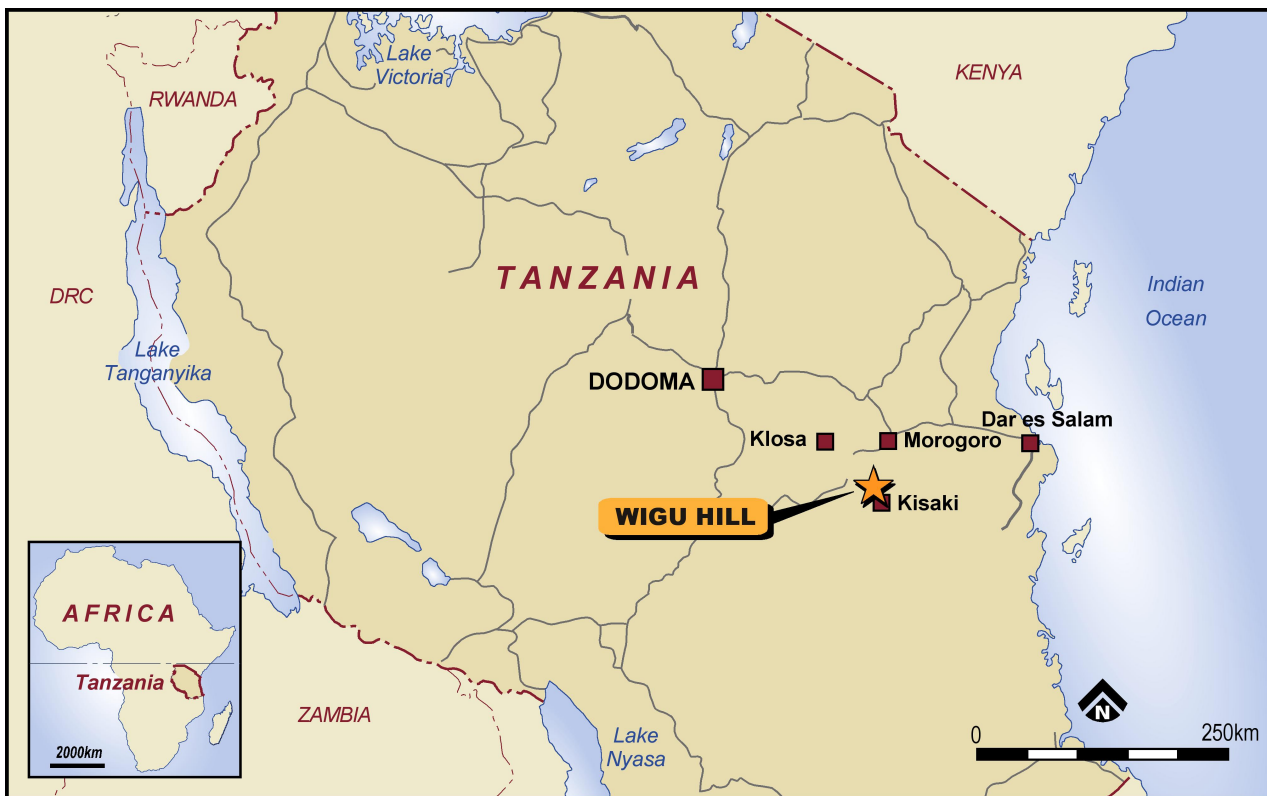 Lake
Victoria
RWANDA
KENYA
TANZANIA
DRC
Indian
Ocean
Lake
Tanganyika
DODOMA
Dar es Salam
Klosa
Morogoro
WIGU HILL
Kisaki
AFRICA
Tanzania
2000km
ZAMBIA
Lake
Nyasa
N
0
250km